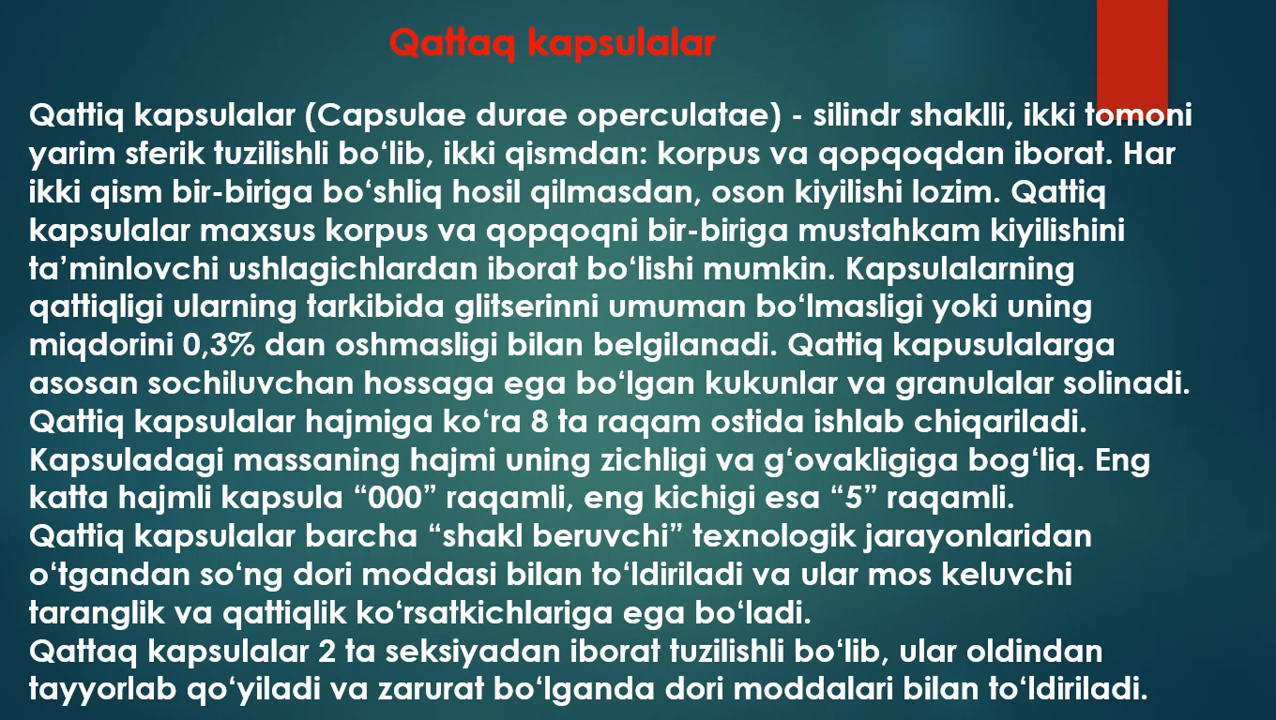 Qattaq kapsulalar
Qattiq kapsulalar (Capsulae durae operculatae) - silindr shaklli, ikki tomoni
yarim sferik tuzilishli bo‘lib, ikki qismdan: korpus va qopqoqdan iborat. Har
ikki qism bir-biriga bo‘shliq hosil qilmasdan, oson kiyilishi lozim. Qattiq
kapsulalar maxsus korpus va qopqoqni bir-biriga mustahkam kiyilishini
ta’minlovchi ushlagichlardan iborat bo‘lishi mumkin. Kapsulalarning
qattiqligi ularning tarkibida glitserinni umuman bo‘lmasligi yoki uning
miqdorini 0,3% dan oshmasligi bilan belgilanadi. Qattiq kapusulalarga
asosan sochiluvchan hossaga ega bo‘lgan kukunlar va granulalar solinadi.
Qattiq kapsulalar hajmiga ko‘ra 8 ta raqam ostida ishlab chiqariladi.
Kapsuladagi massaning hajmi uning zichligi va g‘ovakligiga bog‘liq. Eng
katta hajmli kapsula “000” raqamli, eng kichigi esa “5” raqamli.
Qattiq kapsulalar barcha “shakl beruvchi” texnologik jarayonlaridan
o‘tgandan so‘ng dori moddasi bilan to‘ldiriladi va ular mos keluvchi
taranglik va qattiqlik ko‘rsatkichlariga ega bo‘ladi.
Qattaq kapsulalar 2 ta seksiyadan iborat tuzilishli bo‘lib, ular oldindan
tayyorlab qo‘yiladi va zarurat bo‘lganda dori moddalari bilan to‘ldiriladi.